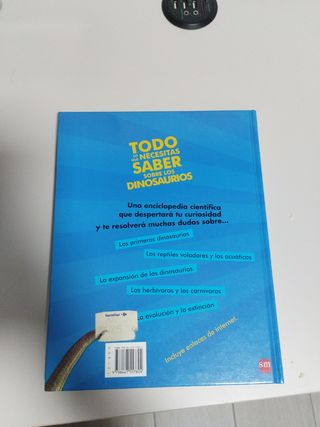 TODO
LO QUE
NECESITAS
SABER
SOBRE LOS
DINOSAURIOS
Una enciclopedia científica
que despertará tu curiosidad
y te resolverá muchas dudas sobre...
Los primeros dinosaurios
Los reptiles voladores y los acuáticos
La expansión de los dinosaurios
Los herbívoros y los carnívoros
La evolución y la extinción
Carrefour
Incluye enlaces de internet
sm